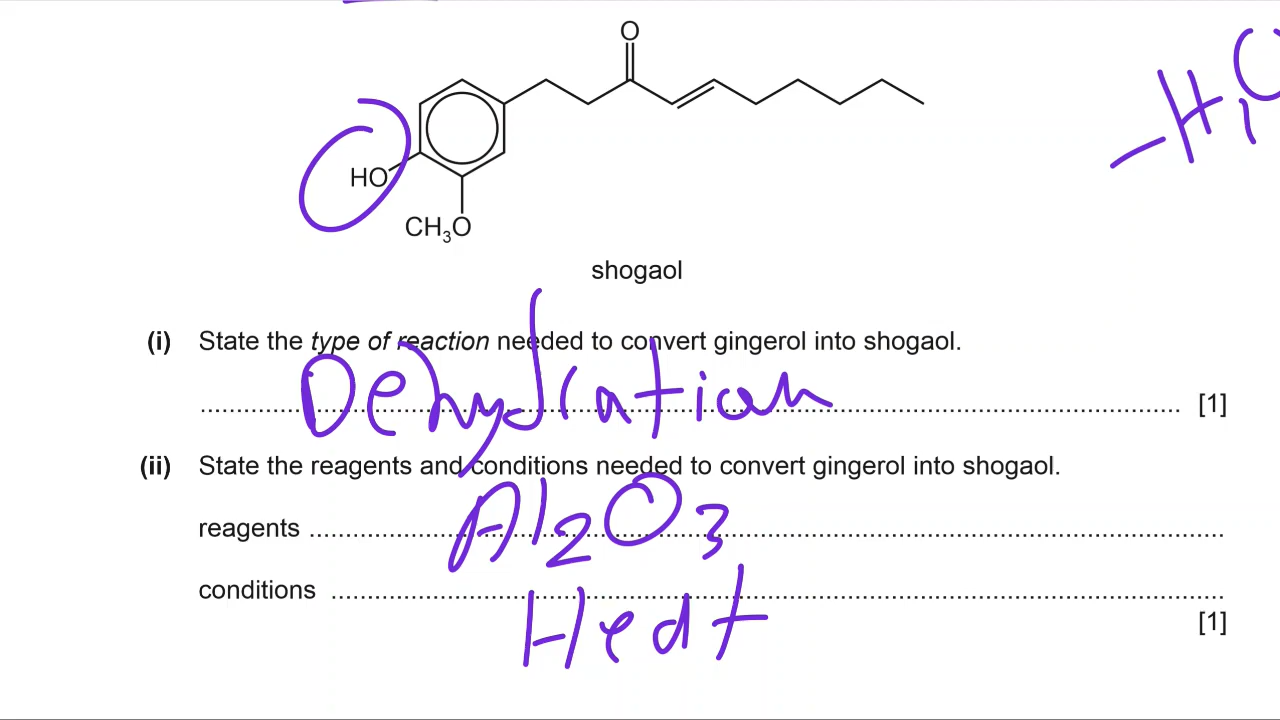 O
-H₂O
HO
CH₃O
shogaol
(i) State the type of reaction needed to convert gingerol into shogaol.
Dehydration
[1]
(ii) State the reagents and conditions needed to convert gingerol into shogaol.
reagents Al2O3
conditions Heat
[1]